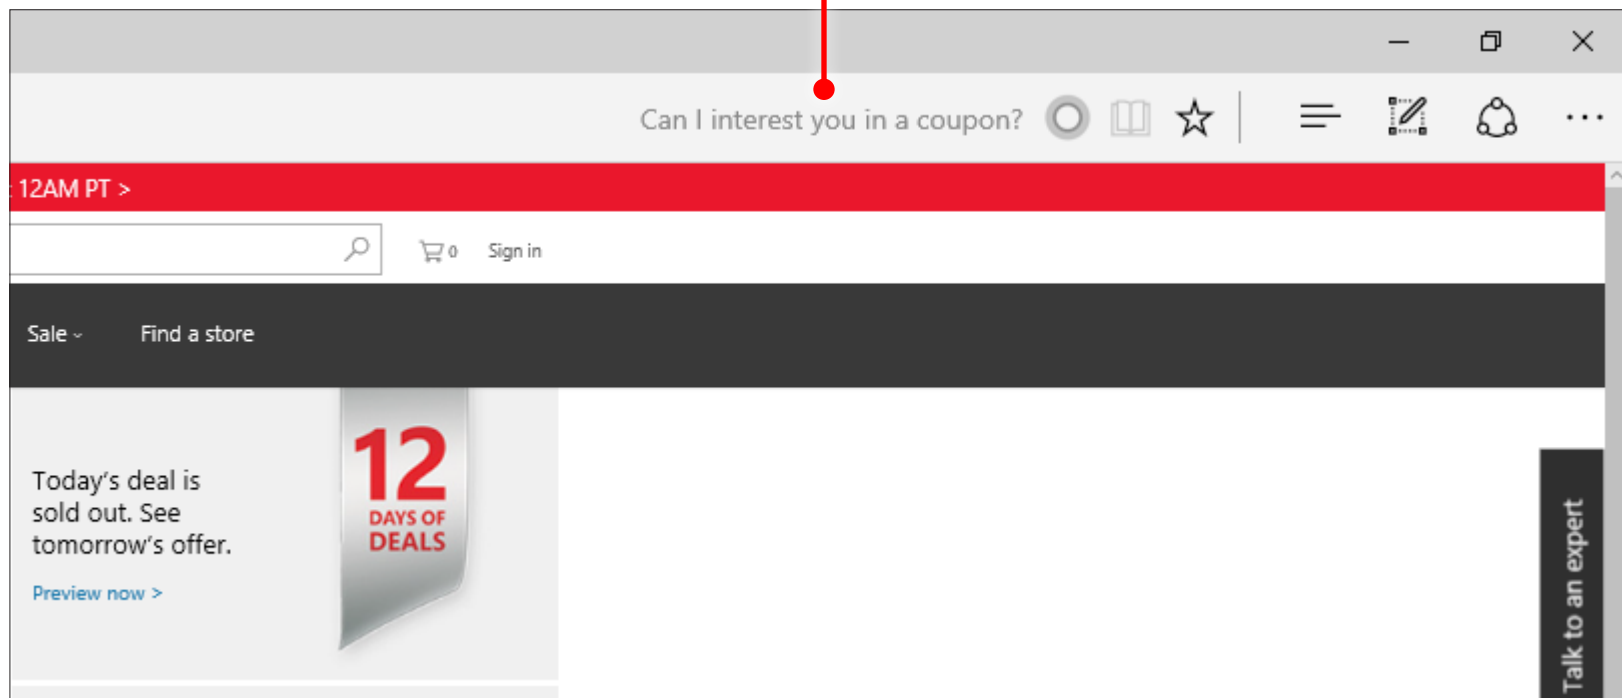 Can I interest you in a coupon?
: 12AM PT >
0 Sign in
Sale Find a store
Today's deal is
sold out. See
tomorrow's offer.
Preview now >
12
DAYS OF
DEALS
Talk to an expert